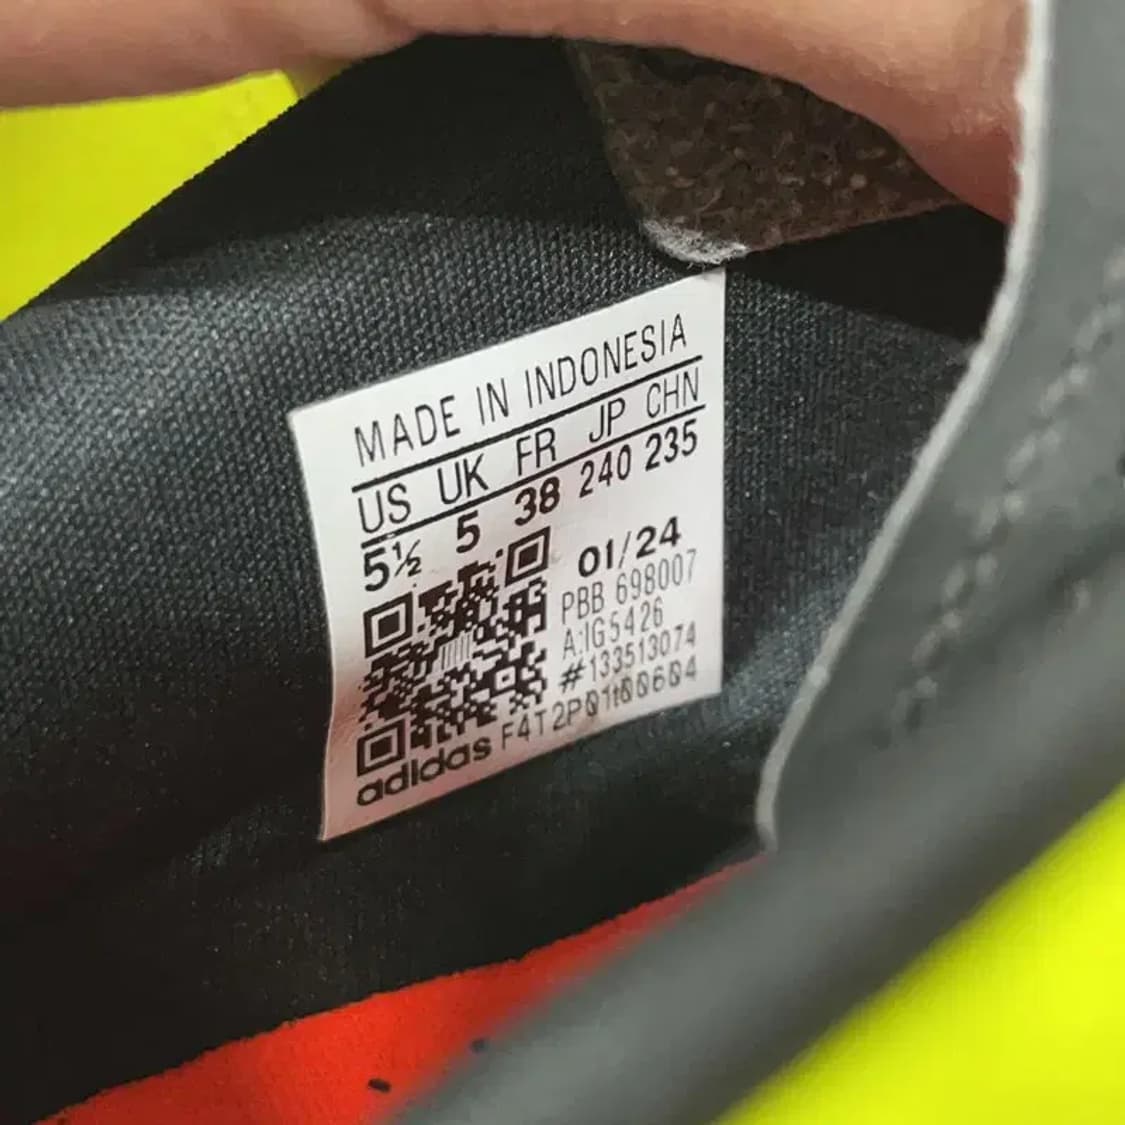 MADE IN INDONESIA
US UK FR JP CHN
5½ 5 38 240 235
01/24
PBB 698007
A:IG5426
#133513074
adidas F4T2P01t00604